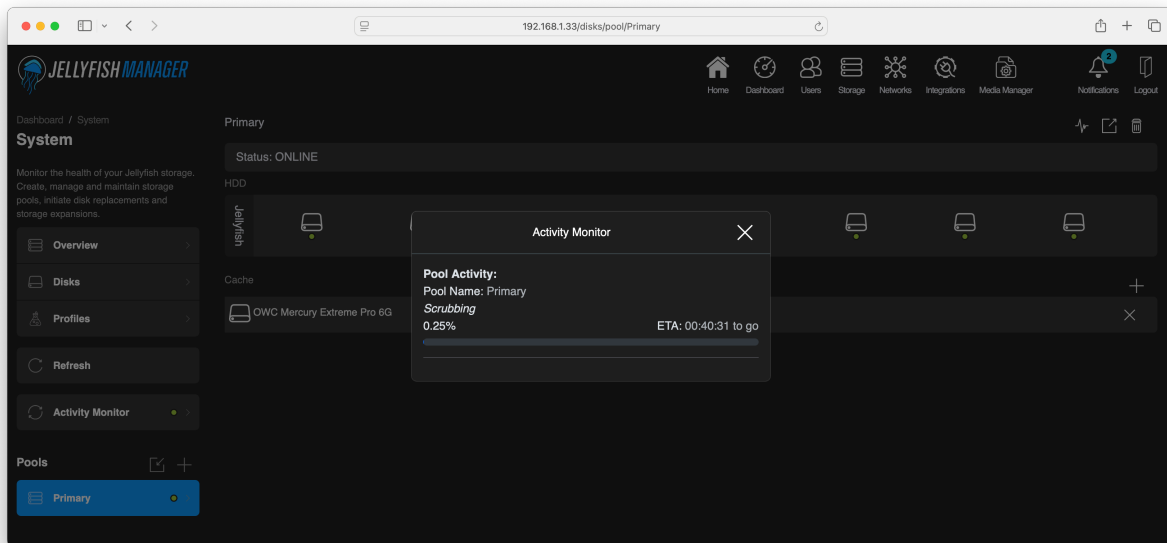 192.168.1.33/disks/pool/Primary
JELLYFISH MANAGER
Home
Dashboard
Users
Storage
Networks
Integrations
Media Manager
2
Notifications
Logout
Dashboard / System
System
Monitor the health of your Jellyfish storage.
Create, manage and maintain storage
pools, initiate disk replacements and
storage expansions.
Overview
Disks
Profiles
Refresh
Activity Monitor
Pools
Primary
Primary
Status: ONLINE
HDD
Jellyfish
Cache
OWC Mercury Extreme Pro 6G
Activity Monitor
Pool Activity:
Pool Name: Primary
Scrubbing
0.25% ETA: 00:40:31 to go